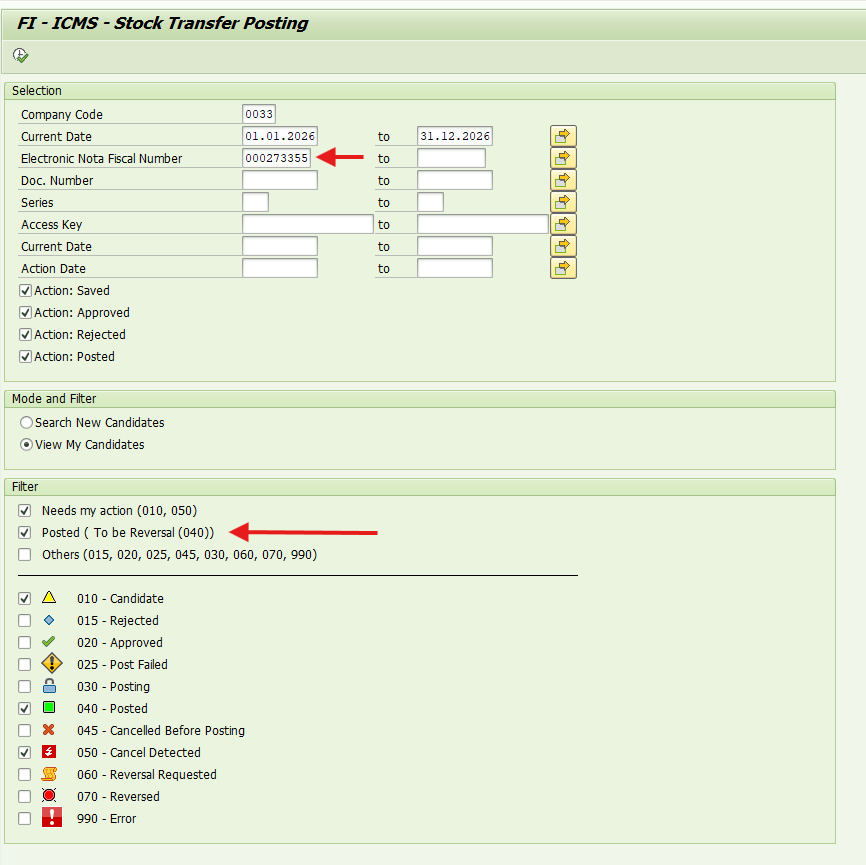 FI - ICMS - Stock Transfer Posting
Selection
Company Code 0033
Current Date 01.01.2026 to 31.12.2026
Electronic Nota Fiscal Number 000273355 to
Doc. Number to
Series to
Access Key to
Current Date to
Action Date to
Action: Saved
Action: Approved
Action: Rejected
Action: Posted
Mode and Filter
Search New Candidates
View My Candidates
Filter
Needs my action (010, 050)
Posted ( To be Reversal (040))
Others (015, 020, 025, 045, 030, 060, 070, 990)
010 - Candidate
015 - Rejected
020 - Approved
025 - Post Failed
030 - Posting
040 - Posted
045 - Cancelled Before Posting
050 - Cancel Detected
060 - Reversal Requested
070 - Reversed
990 - Error